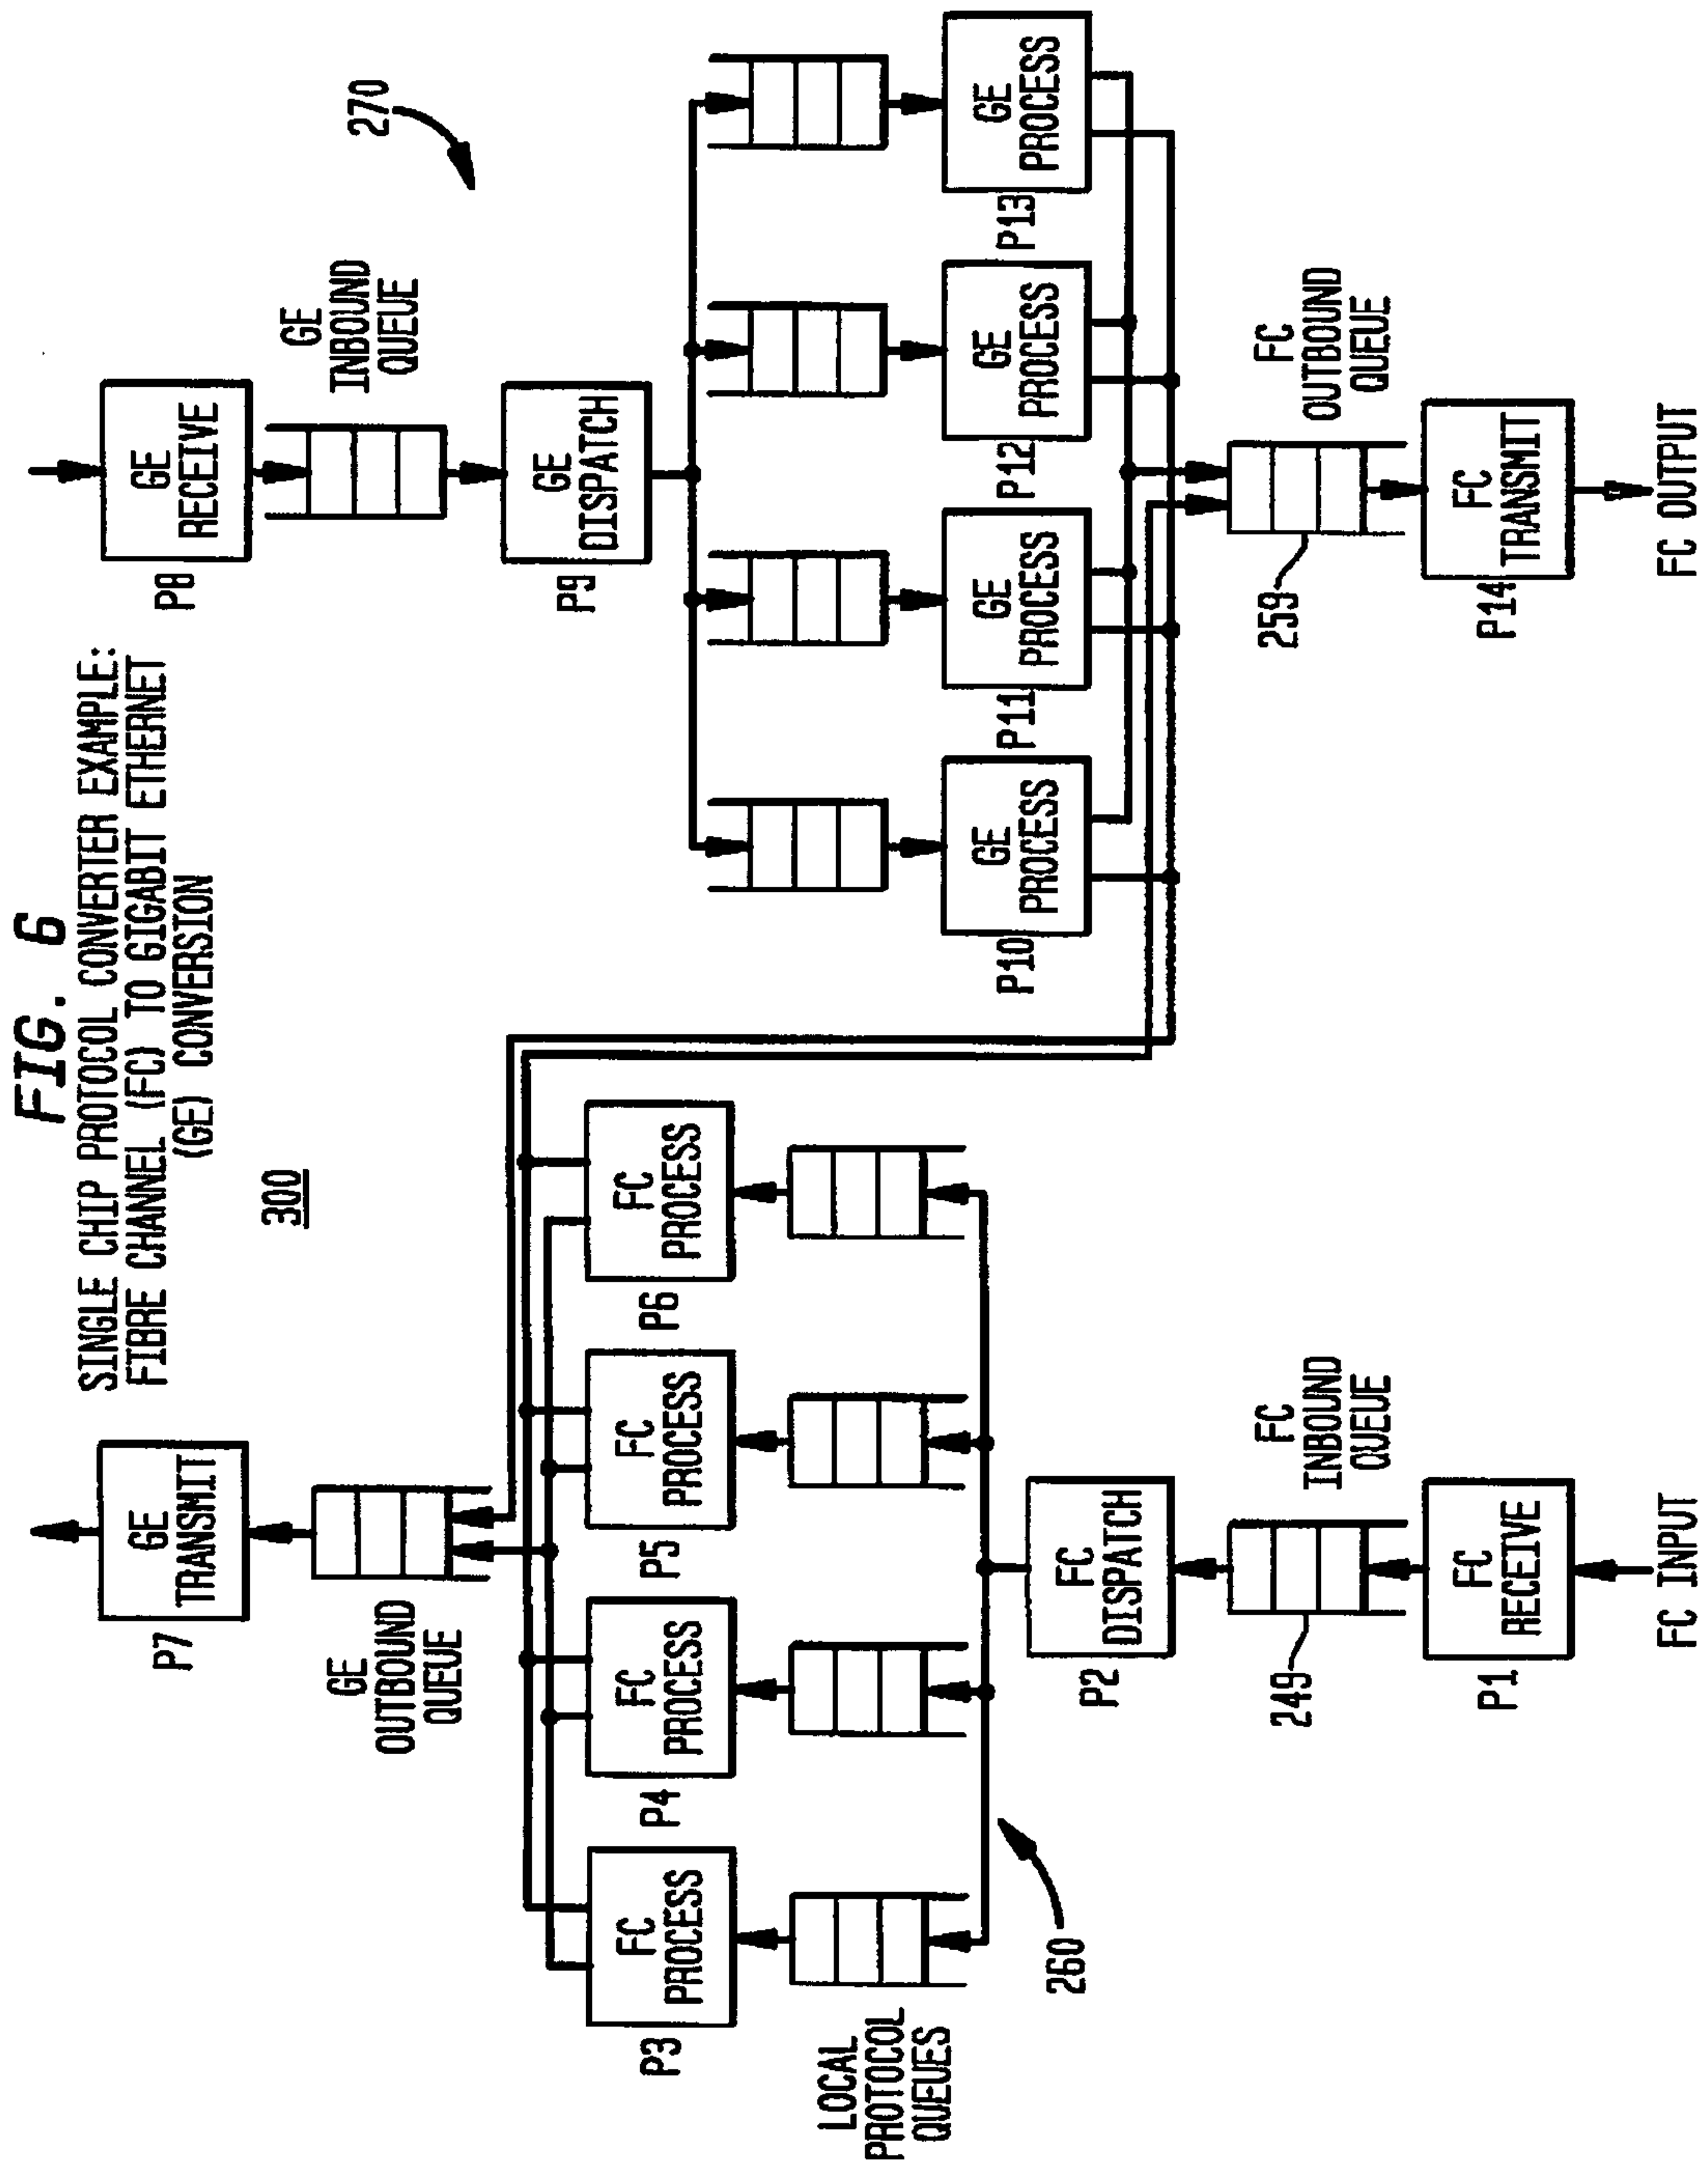 FIG. 6
SINGLE CHIP PROTOCOL CONVERTER EXAMPLE:
FIBRE CHANNEL (FC) TO GIGABIT ETHERNET
(GE) CONVERSION
300
P7
GE
TRANSMIT
GE
OUTBOUND
QUEUE
P3
FC
PROCESS
P4
FC
PROCESS
P5
FC
PROCESS
P6
FC
PROCESS
LOCAL
PROTOCOL
QUEUES
260
P2
FC
DISPATCH
249
FC
INBOUND
QUEUE
P1
FC
RECEIVE
FC INPUT
P8
GE
RECEIVE
GE
INBOUND
QUEUE
270
P9
GE
DISPATCH
P10
GE
PROCESS
P11
GE
PROCESS
P12
GE
PROCESS
P13
GE
PROCESS
259
FC
OUTBOUND
QUEUE
P14
FC
TRANSMIT
FC OUTPUT